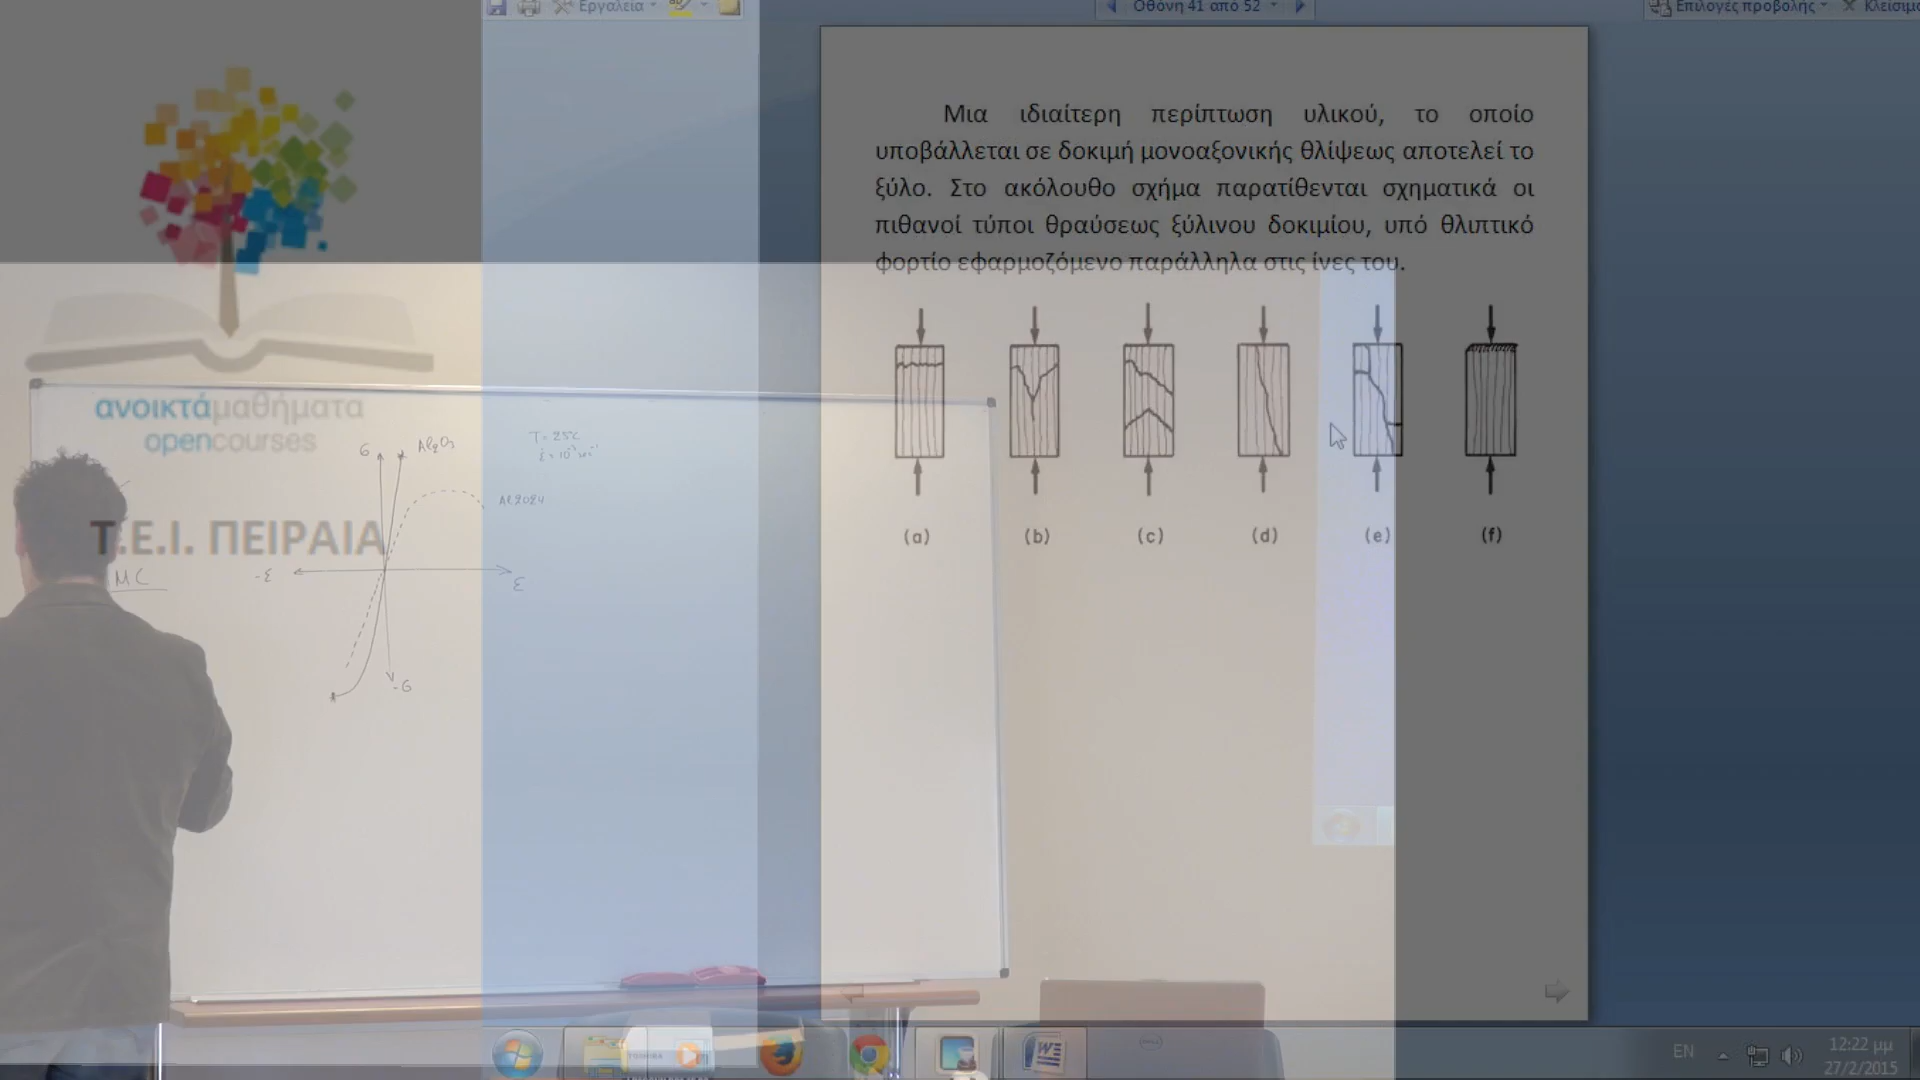 Εργαλεία
Οθόνη 41 από 52
Επιλογές προβολής
Μια ιδιαίτερη περίπτωση υλικού, το οποίο
υποβάλλεται σε δοκιμή μονοαξονικής θλίψεως αποτελεί το
ξύλο. Στο ακόλουθο σχήμα παρατίθενται σχηματικά οι
πιθανοί τύποι θραύσεως ξύλινου δοκιμίου, υπό θλιπτικό
φορτίο εφαρμοζόμενο παράλληλα στις ίνες του.
(a) (b) (c) (d) (e) (f)
ανοικτάμαθήματα
opencourses
Τ.Ε.Ι. ΠΕΙΡΑΙΑ
MC
Al2O3
T = 25°C
Al2024
-ε
ε
-σ
EN
12:22 μμ
27/2/2015